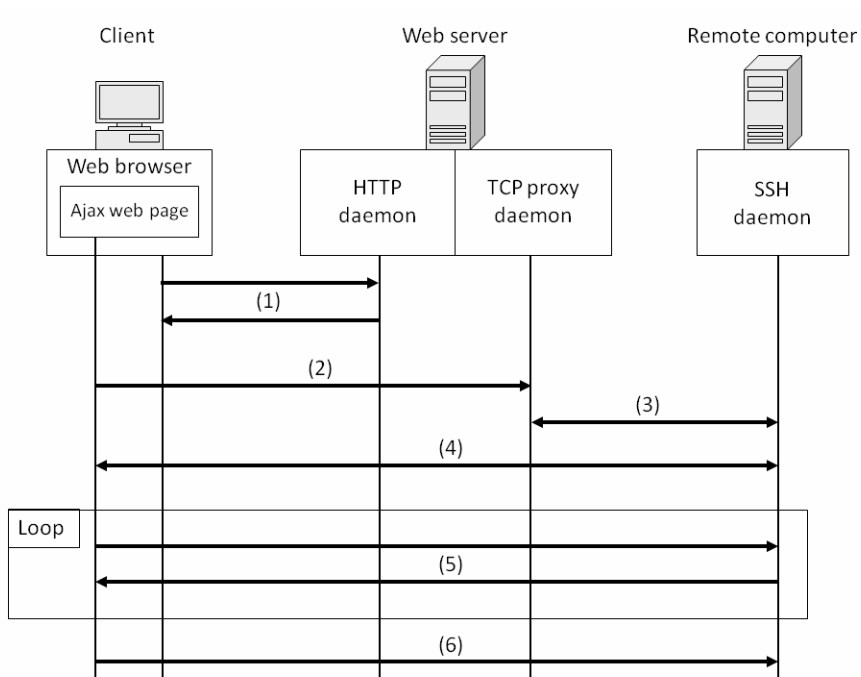 Client
Web server
Remote computer
Web browser
Ajax web page
HTTP
daemon
TCP proxy
daemon
SSH
daemon
(1)
(2)
(3)
(4)
Loop
(5)
(6)